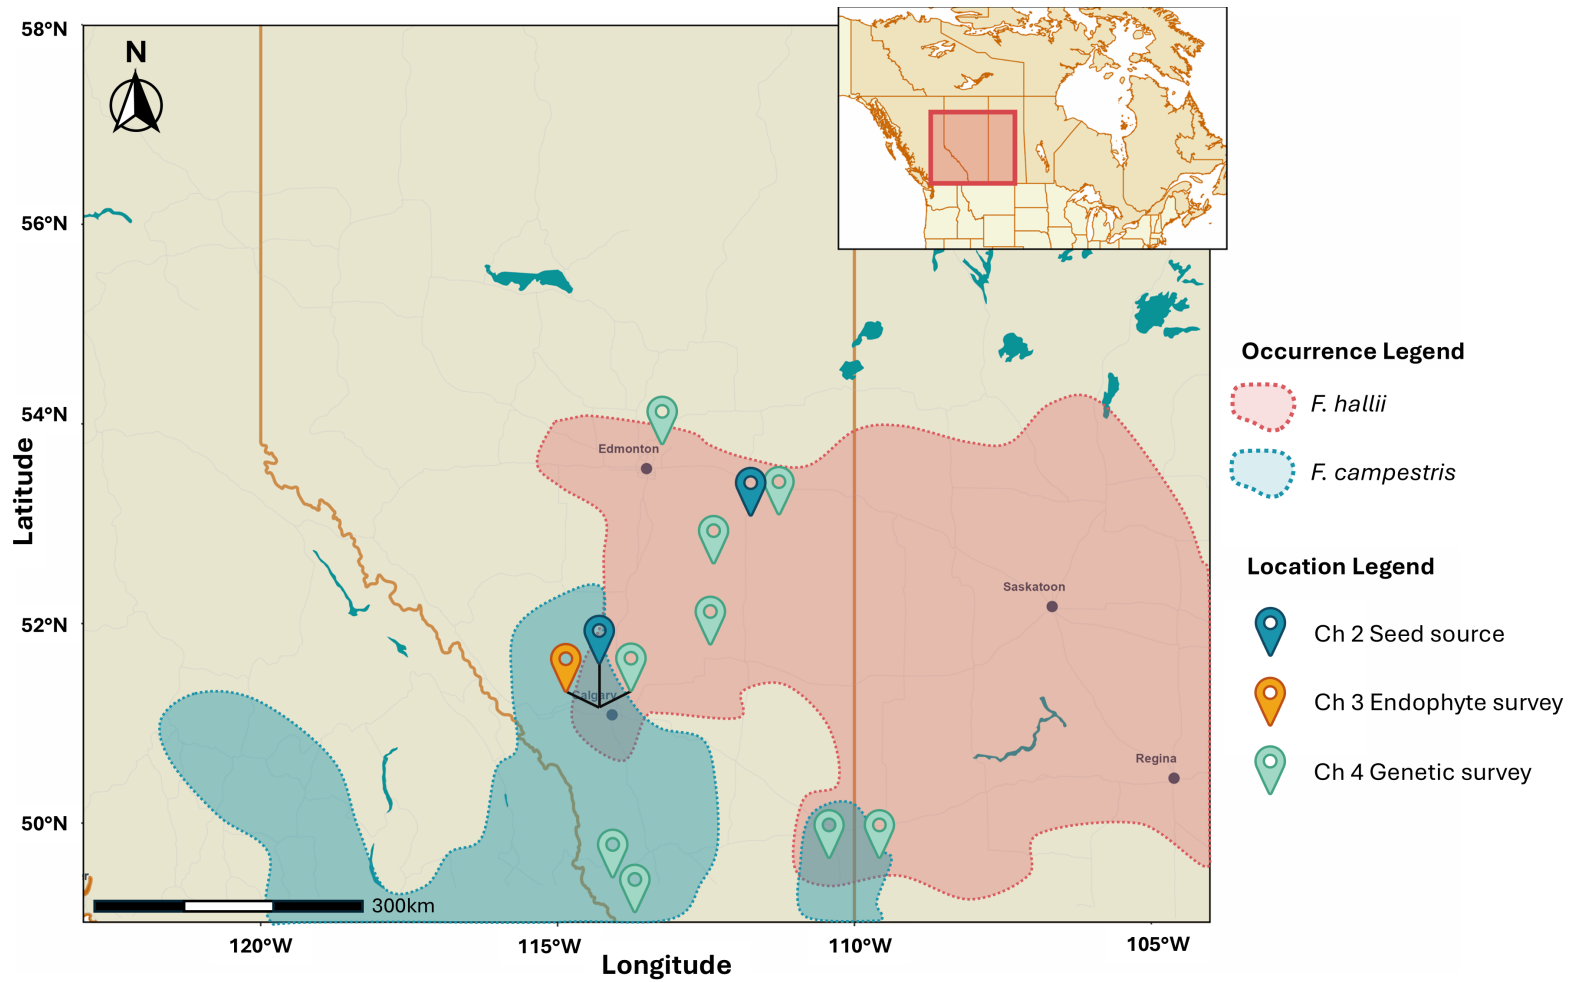 58°N
N
56°N
54°N
Edmonton
Saskatoon
52°N
Calgary
Regina
50°N
r
300km
120°W
115°W
110°W
105°W
Longitude
Latitude
Occurrence Legend
F. hallii
F. campestris
Location Legend
Ch 2 Seed source
Ch 3 Endophyte survey
Ch 4 Genetic survey